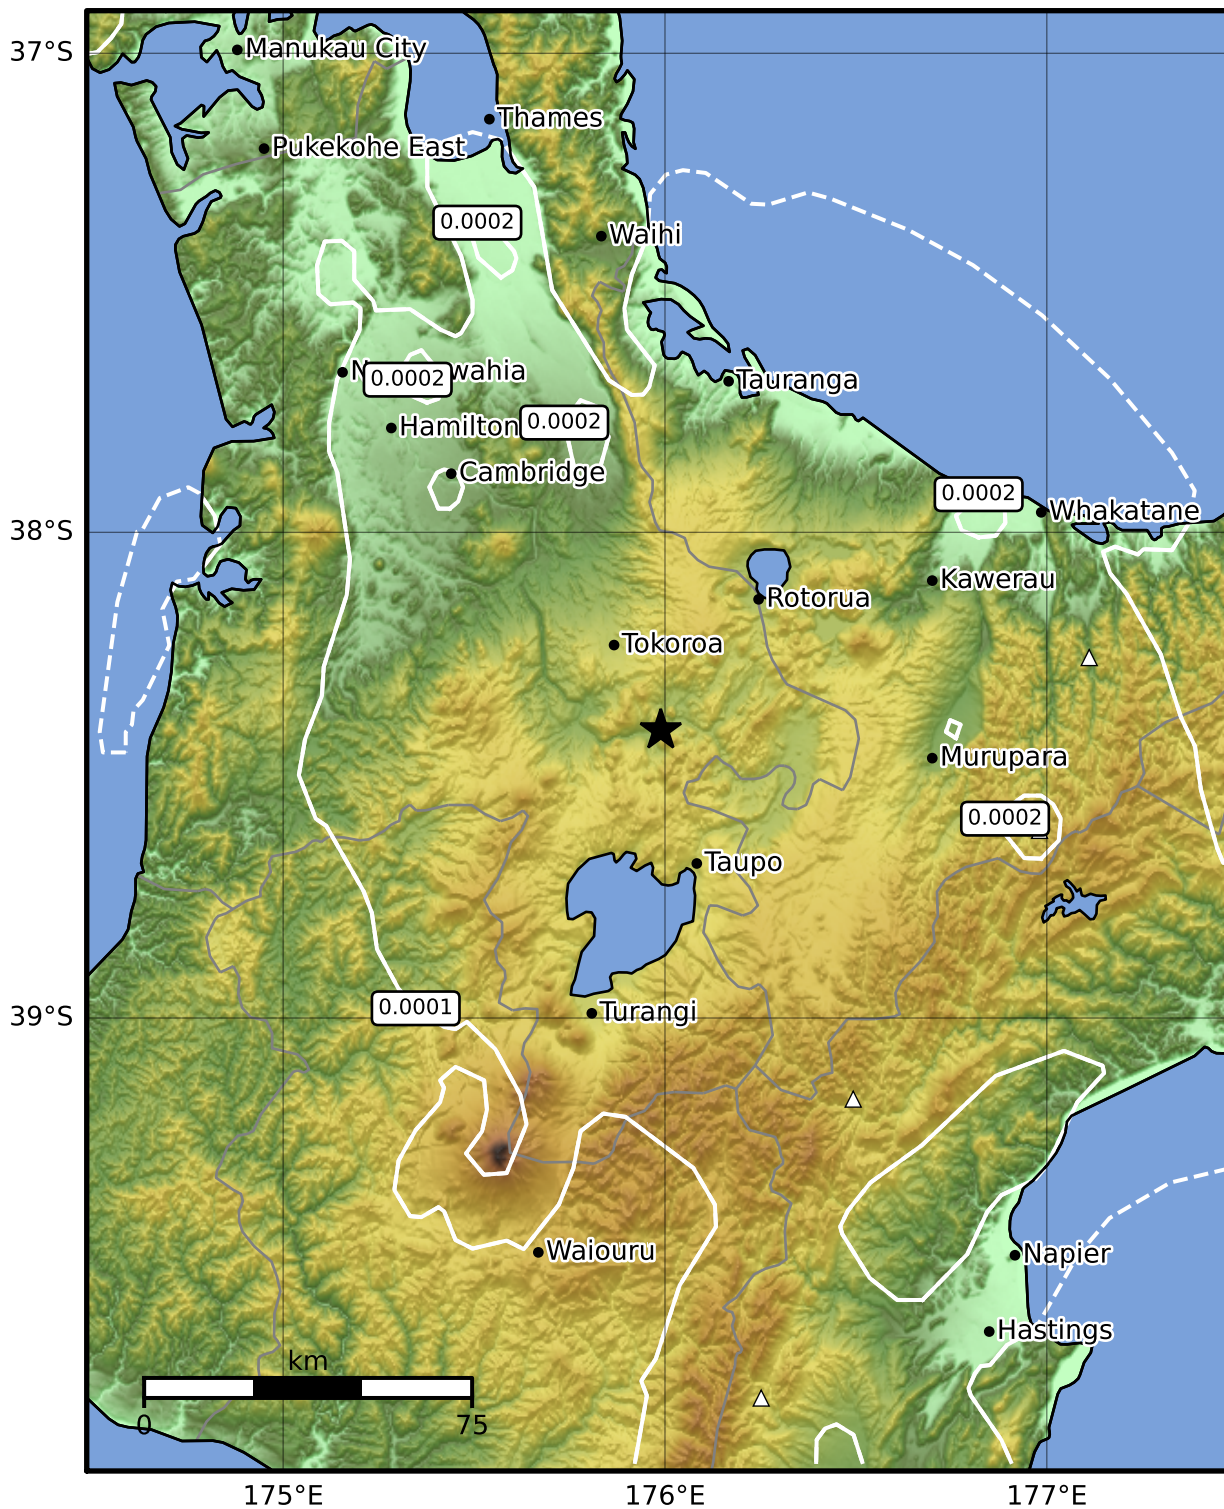 37°S
Manukau City
Thames
Pukekohe East
0.0002
Waihi
0.0002
Tauranga
Hamilton
0.0002
Cambridge
0.0002
Whakatane
38°S
Kawerau
Rotorua
Tokoroa
Murupara
0.0002
Taupo
0.0001
39°S
Turangi
Waiouru
Napier
Hastings
km
0
75
175°E
176°E
177°E